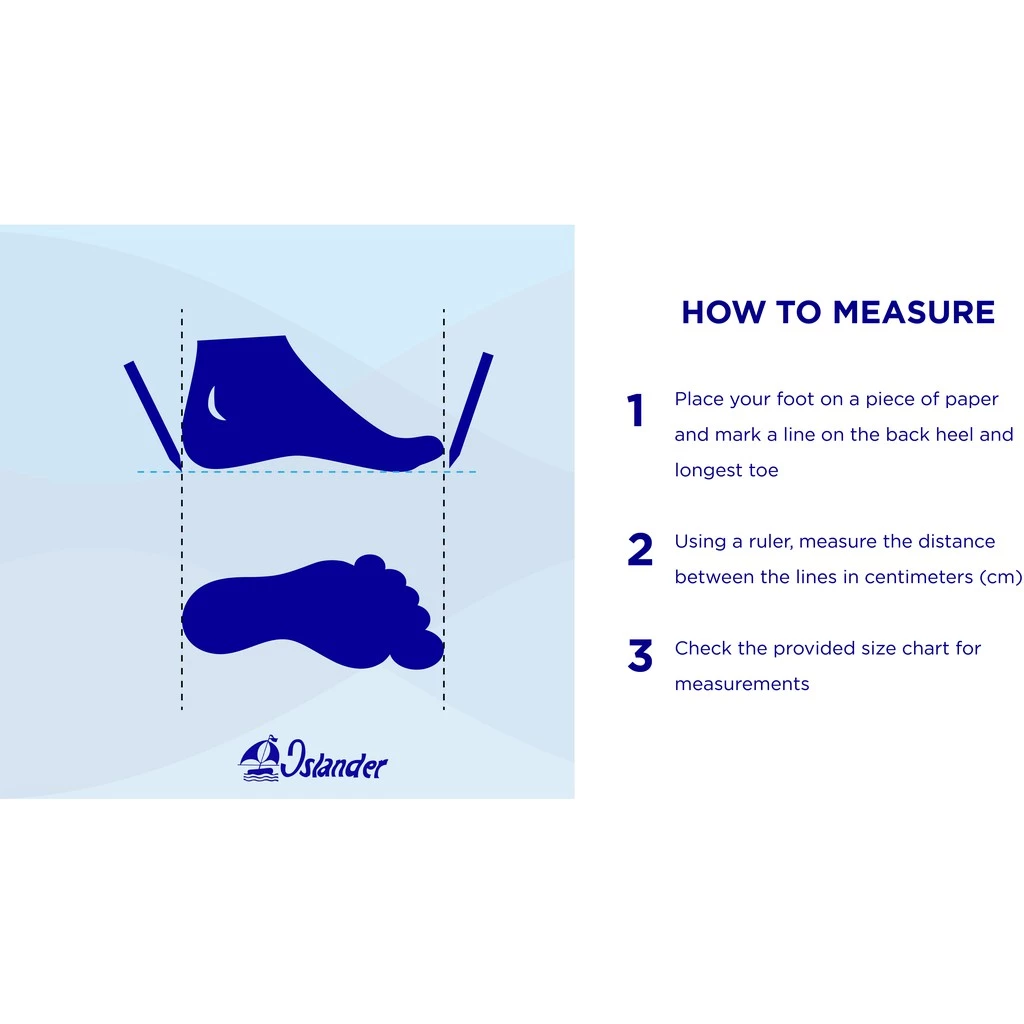 HOW TO MEASURE
1
Place your foot on a piece of paper
and mark a line on the back heel and
longest toe
2
Using a ruler, measure the distance
between the lines in centimeters (cm)
3
Check the provided size chart for
measurements
Islander